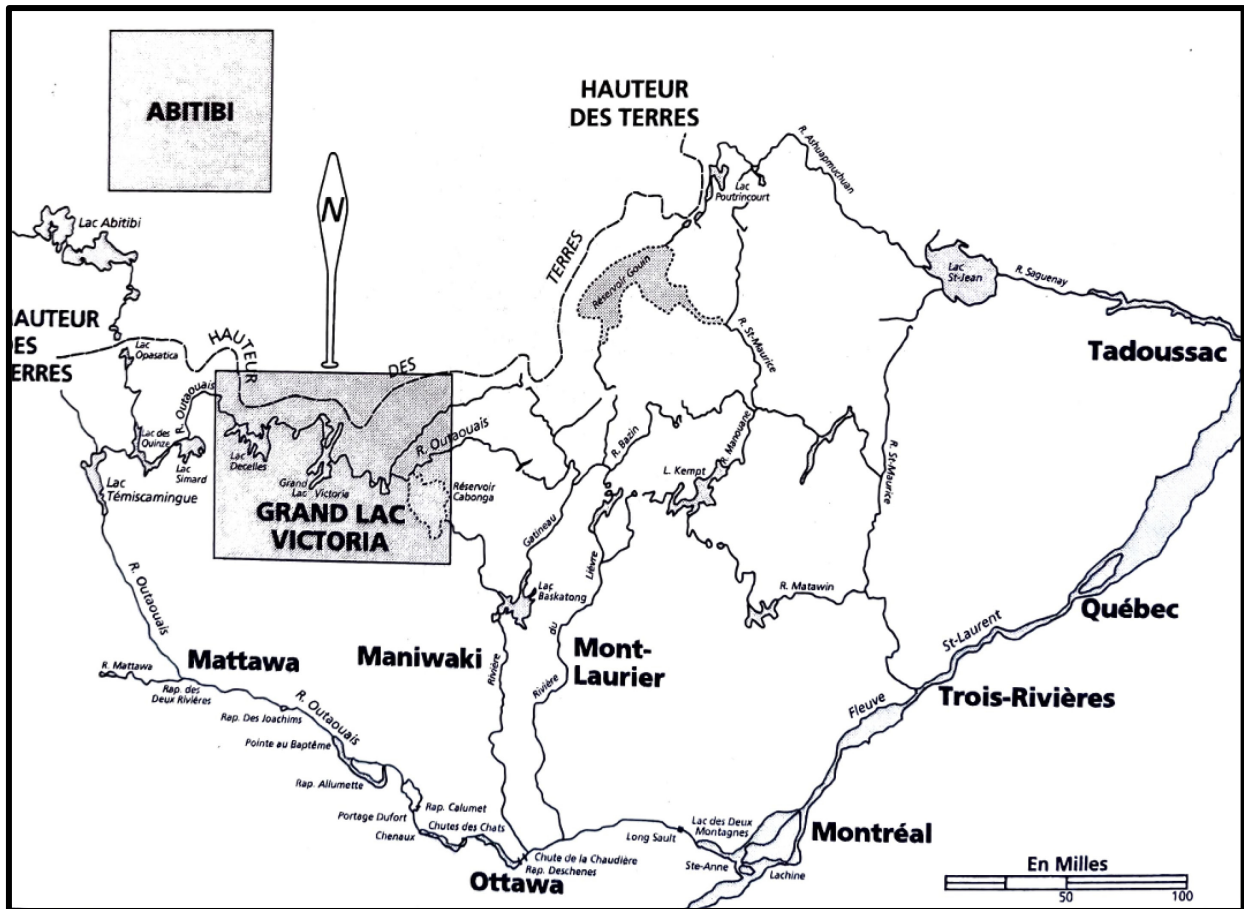 ABITIBI
HAUTEUR
DES TERRES
N
R. Ashuapmuchuan
Lac
Poutrincourt
Lac Abitibi
TERRES
Réservoir Gouin
Lac
St-Jean
R. Saguenay
AUTEUR
DES
ERRES
HAUTEUR
DES
Lac
Opasatica
R. St-Maurice
Tadoussac
R. Outaouais
Lac des
Quinze
Lac
Simard
Lac
Decelles
Grand
Lac Victoria
R. Outaouais
R. Bazin
R. Manouane
L. Kempt
R. St-Maurice
Lac
Témiscamingue
Réservoir
Cabonga
GRAND LAC
VICTORIA
Gatineau
Lièvre
Lac
Baskatong
R. Matawin
R. Outaouais
Québec
du
St-Laurent
Mattawa
Maniwaki
Rivière
Mont-
Laurier
Rivière
R. Mattawa
Rap. des
Deux Rivières
Fleuve
Trois-Rivières
Rap. Des Joachims
R. Outaouais
Pointe au Baptême
Rap. Allumette
Rap. Calumet
Portage Dufort
Chutes des Chats
Chenaux
Lac des Deux
Montagnes
Long Sault
Montréal
Chute de la Chaudière
Rap. Deschenes
Ottawa
Ste-Anne
Lachine
En Milles
50
100